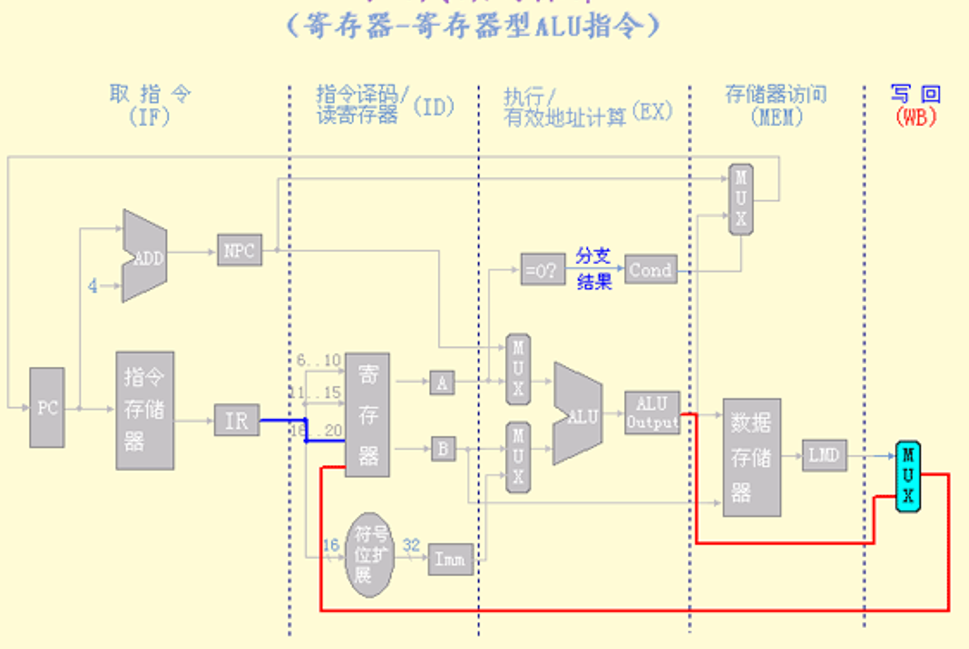 (寄存器-寄存器型ALU指令)
取 指 令
(IF)
指令译码/
读寄存器
(ID)
执行/
有效地址计算
(EX)
存储器访问
(MEM)
写 回
(WB)
M
U
X
ADD
NPC
4
=0?
分支
结果
Cond
PC
指令
存储
器
IR
6..10
11..15
16..20
寄
存
器
A
B
M
U
X
M
U
X
ALU
ALU
Output
数据
存储
器
LMD
M
U
X
16
符号
位扩
展
32
Imm